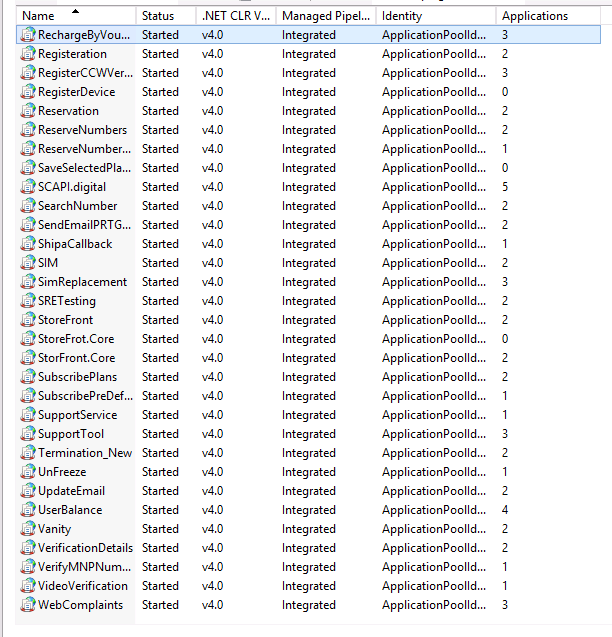 Name Status .NET CLR V... Managed Pipel... Identity Applications
RechargeByVou... Started v4.0 Integrated ApplicationPoolId... 3
Registeration Started v4.0 Integrated ApplicationPoolId... 2
RegisterCCWVer... Started v4.0 Integrated ApplicationPoolId... 3
RegisterDevice Started v4.0 Integrated ApplicationPoolId... 0
Reservation Started v4.0 Integrated ApplicationPoolId... 2
ReserveNumbers Started v4.0 Integrated ApplicationPoolId... 2
ReserveNumber... Started v4.0 Integrated ApplicationPoolId... 1
SaveSelectedPla... Started v4.0 Integrated ApplicationPoolId... 0
SCAPI.digital Started v4.0 Integrated ApplicationPoolId... 5
SearchNumber Started v4.0 Integrated ApplicationPoolId... 2
SendEmailPRTG... Started v4.0 Integrated ApplicationPoolId... 2
ShipaCallback Started v4.0 Integrated ApplicationPoolId... 1
SIM Started v4.0 Integrated ApplicationPoolId... 2
SimReplacement Started v4.0 Integrated ApplicationPoolId... 3
SRETesting Started v4.0 Integrated ApplicationPoolId... 2
StoreFront Started v4.0 Integrated ApplicationPoolId... 2
StoreFrot.Core Started v4.0 Integrated ApplicationPoolId... 0
StorFront.Core Started v4.0 Integrated ApplicationPoolId... 2
SubscribePlans Started v4.0 Integrated ApplicationPoolId... 2
SubscribePreDef... Started v4.0 Integrated ApplicationPoolId... 1
SupportService Started v4.0 Integrated ApplicationPoolId... 1
SupportTool Started v4.0 Integrated ApplicationPoolId... 3
Termination_New Started v4.0 Integrated ApplicationPoolId... 2
UnFreeze Started v4.0 Integrated ApplicationPoolId... 1
UpdateEmail Started v4.0 Integrated ApplicationPoolId... 2
UserBalance Started v4.0 Integrated ApplicationPoolId... 4
Vanity Started v4.0 Integrated ApplicationPoolId... 2
VerificationDetails Started v4.0 Integrated ApplicationPoolId... 2
VerifyMNPNum... Started v4.0 Integrated ApplicationPoolId... 1
VideoVerification Started v4.0 Integrated ApplicationPoolId... 1
WebComplaints Started v4.0 Integrated ApplicationPoolId... 3